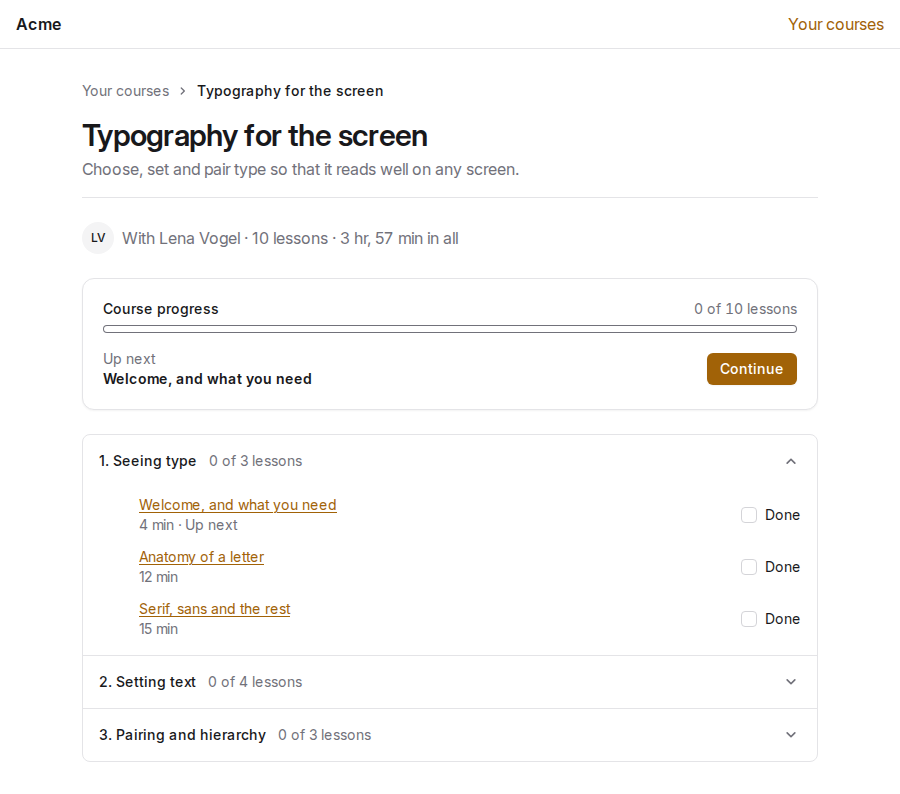 Acme
Your courses
Your courses
Typography for the screen
Typography for the screen
Choose, set and pair type so that it reads well on any screen.
LV
With Lena Vogel · 10 lessons · 3 hr, 57 min in all
Course progress
0 of 10 lessons
Up next
Welcome, and what you need
Continue
1. Seeing type 0 of 3 lessons
Welcome, and what you need
4 min · Up next
Done
Anatomy of a letter
12 min
Done
Serif, sans and the rest
15 min
Done
2. Setting text 0 of 4 lessons
3. Pairing and hierarchy 0 of 3 lessons